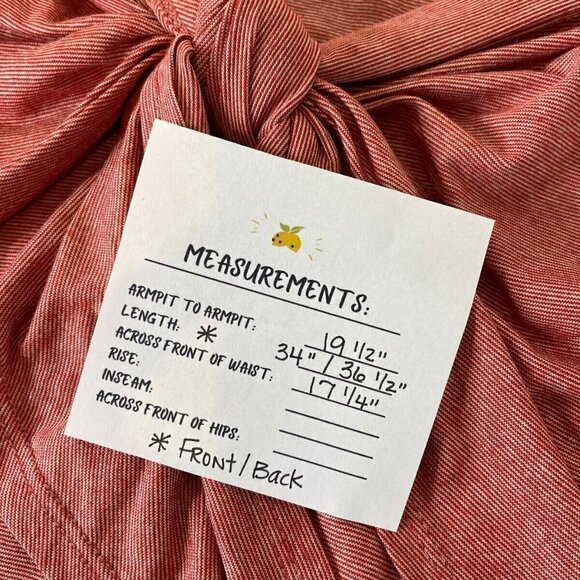 MEASUREMENTS:
ARMPIT TO ARMPIT: 19 1/2"
LENGTH: * 34" / 36 1/2"
ACROSS FRONT OF WAIST: 17 1/4"
RISE:
INSEAM:
ACROSS FRONT OF HIPS:
* FRONT/BACK